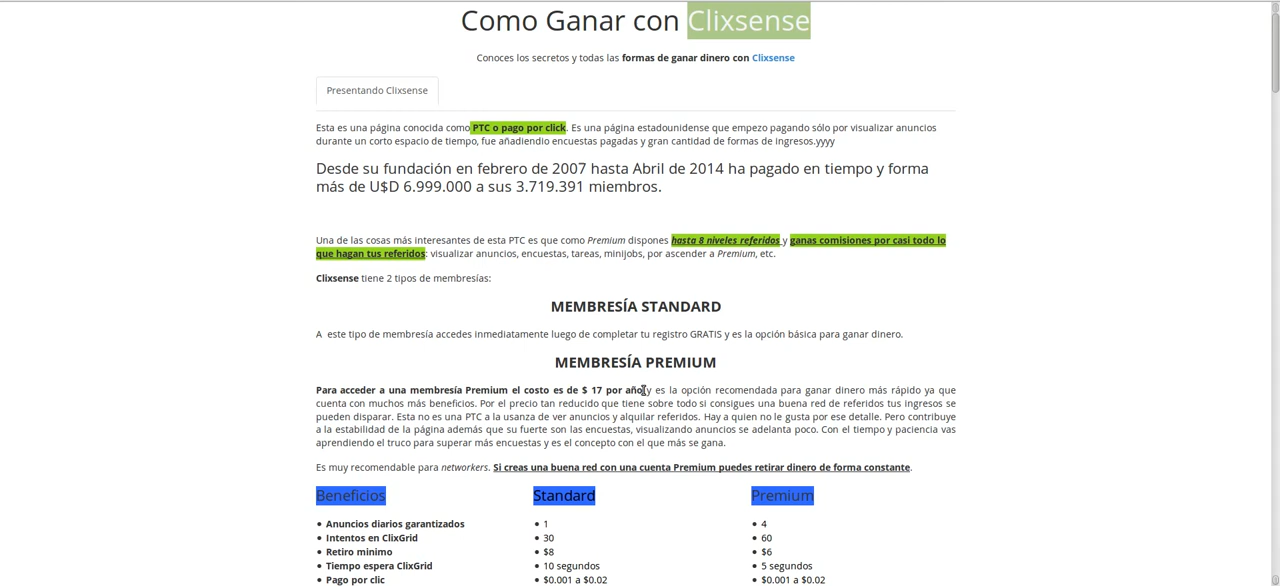 Como Ganar con Clixsense
Conoces los secretos y todas las formas de ganar dinero con Clixsense
Presentando Clixsense
Esta es una página conocida como PTC o pago por click. Es una página estadounidense que empezo pagando sólo por visualizar anuncios
durante un corto espacio de tiempo, fue añadiendio encuestas pagadas y gran cantidad de formas de ingresos.yyyy
Desde su fundación en febrero de 2007 hasta Abril de 2014 ha pagado en tiempo y forma
más de U$D 6.999.000 a sus 3.719.391 miembros.
Una de las cosas más interesantes de esta PTC es que como Premium dispones hasta 8 niveles referidos y ganas comisiones por casi todo lo
que hagan tus referidos: visualizar anuncios, encuestas, tareas, minijobs, por ascender a Premium, etc.
Clixsense tiene 2 tipos de membresías:
MEMBRESÍA STANDARD
A este tipo de membresía accedes inmediatamente luego de completar tu registro GRATIS y es la opción básica para ganar dinero.
MEMBRESÍA PREMIUM
Para acceder a una membresía Premium el costo es de $ 17 por año y es la opción recomendada para ganar dinero más rápido ya que
cuenta con muchos más beneficios. Por el precio tan reducido que tiene sobre todo si consigues una buena red de referidos tus ingresos se
pueden disparar. Esta no es una PTC a la usanza de ver anuncios y alquilar referidos. Hay a quien no le gusta por ese detalle. Pero contribuye
a la estabilidad de la página además que su fuerte son las encuestas, visualizando anuncios se adelanta poco. Con el tiempo y paciencia vas
aprendiendo el truco para superar más encuestas y es el concepto con el que más se gana.
Es muy recomendable para networkers. Si creas una buena red con una cuenta Premium puedes retirar dinero de forma constante.
Beneficios Standard Premium
• Anuncios diarios garantizados • 1 • 4
• Intentos en ClixGrid • 30 • 60
• Retiro minimo • $8 • $6
• Tiempo espera ClixGrid • 10 segundos • 5 segundos
• Pago por clic • $0.001 a $0.02 • $0.001 a $0.02